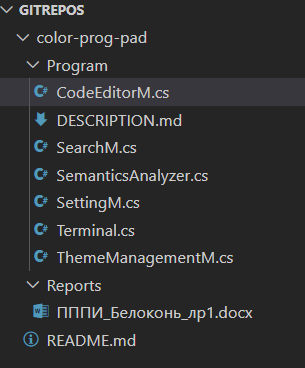 GITREPOS
color-prog-pad
Program
CodeEditorM.cs
DESCRIPTION.md
SearchM.cs
SemanticsAnalyzer.cs
SettingM.cs
Terminal.cs
ThemeManagementM.cs
Reports
ПППИ_Белоконь_лр1.docx
README.md